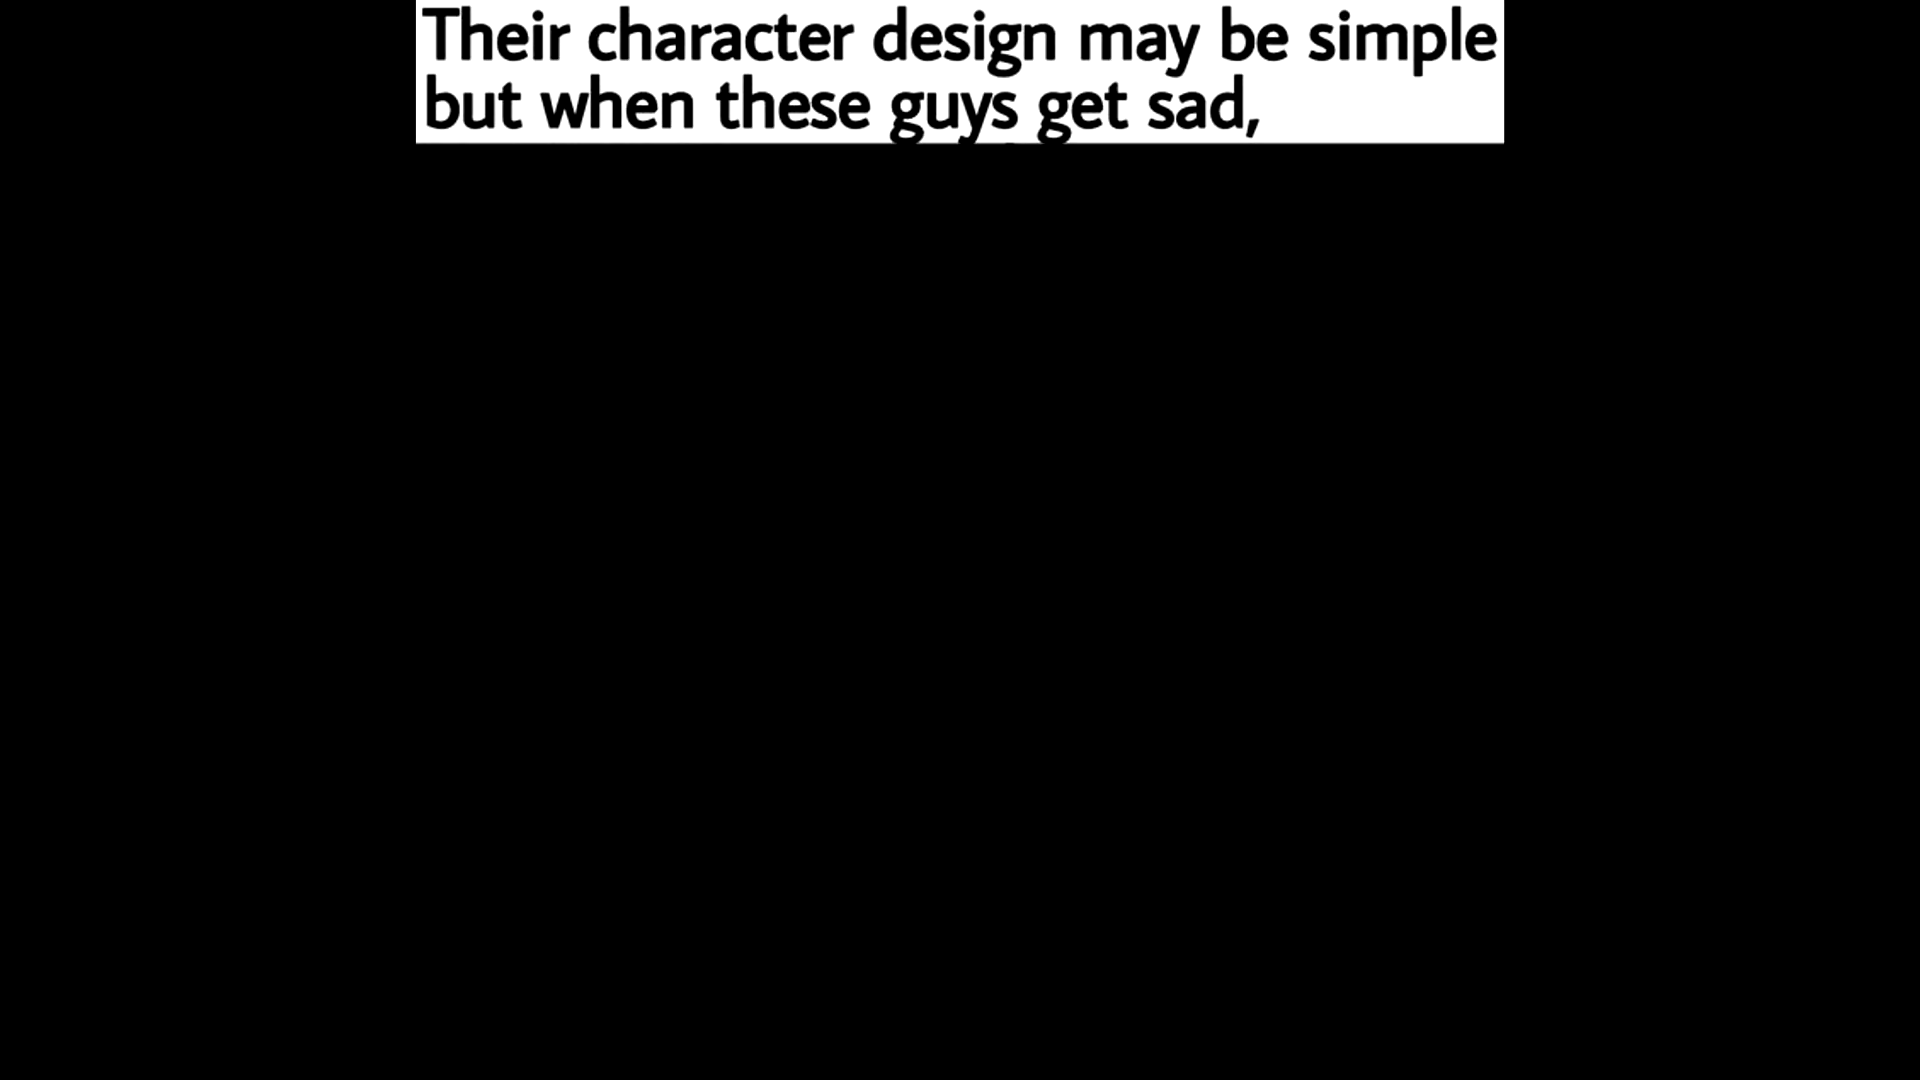 Their character design may be simple
but when these guys get sad,